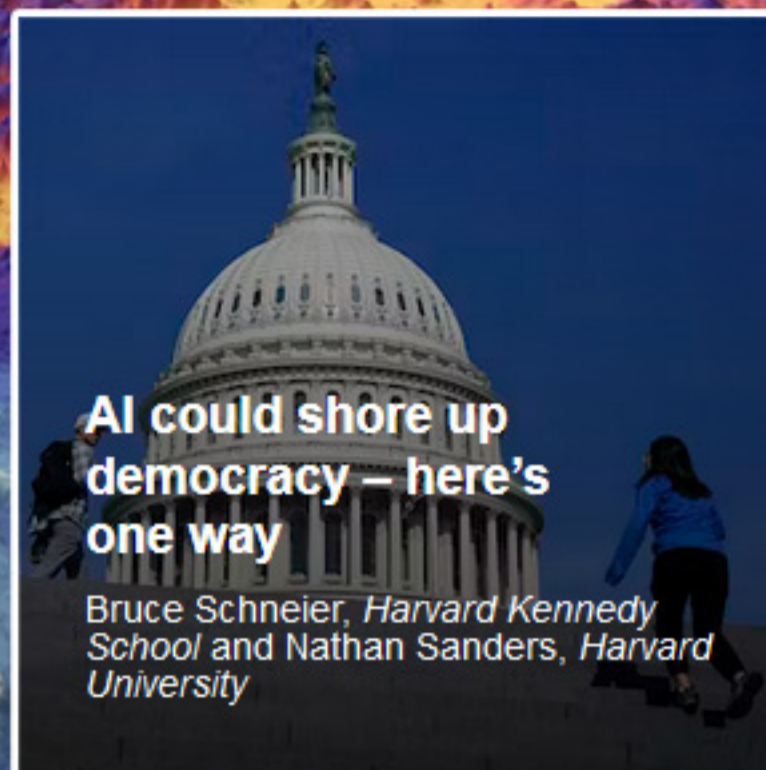 AI could shore up
democracy – here’s
one way
Bruce Schneier, Harvard Kennedy
School and Nathan Sanders, Harvard
University